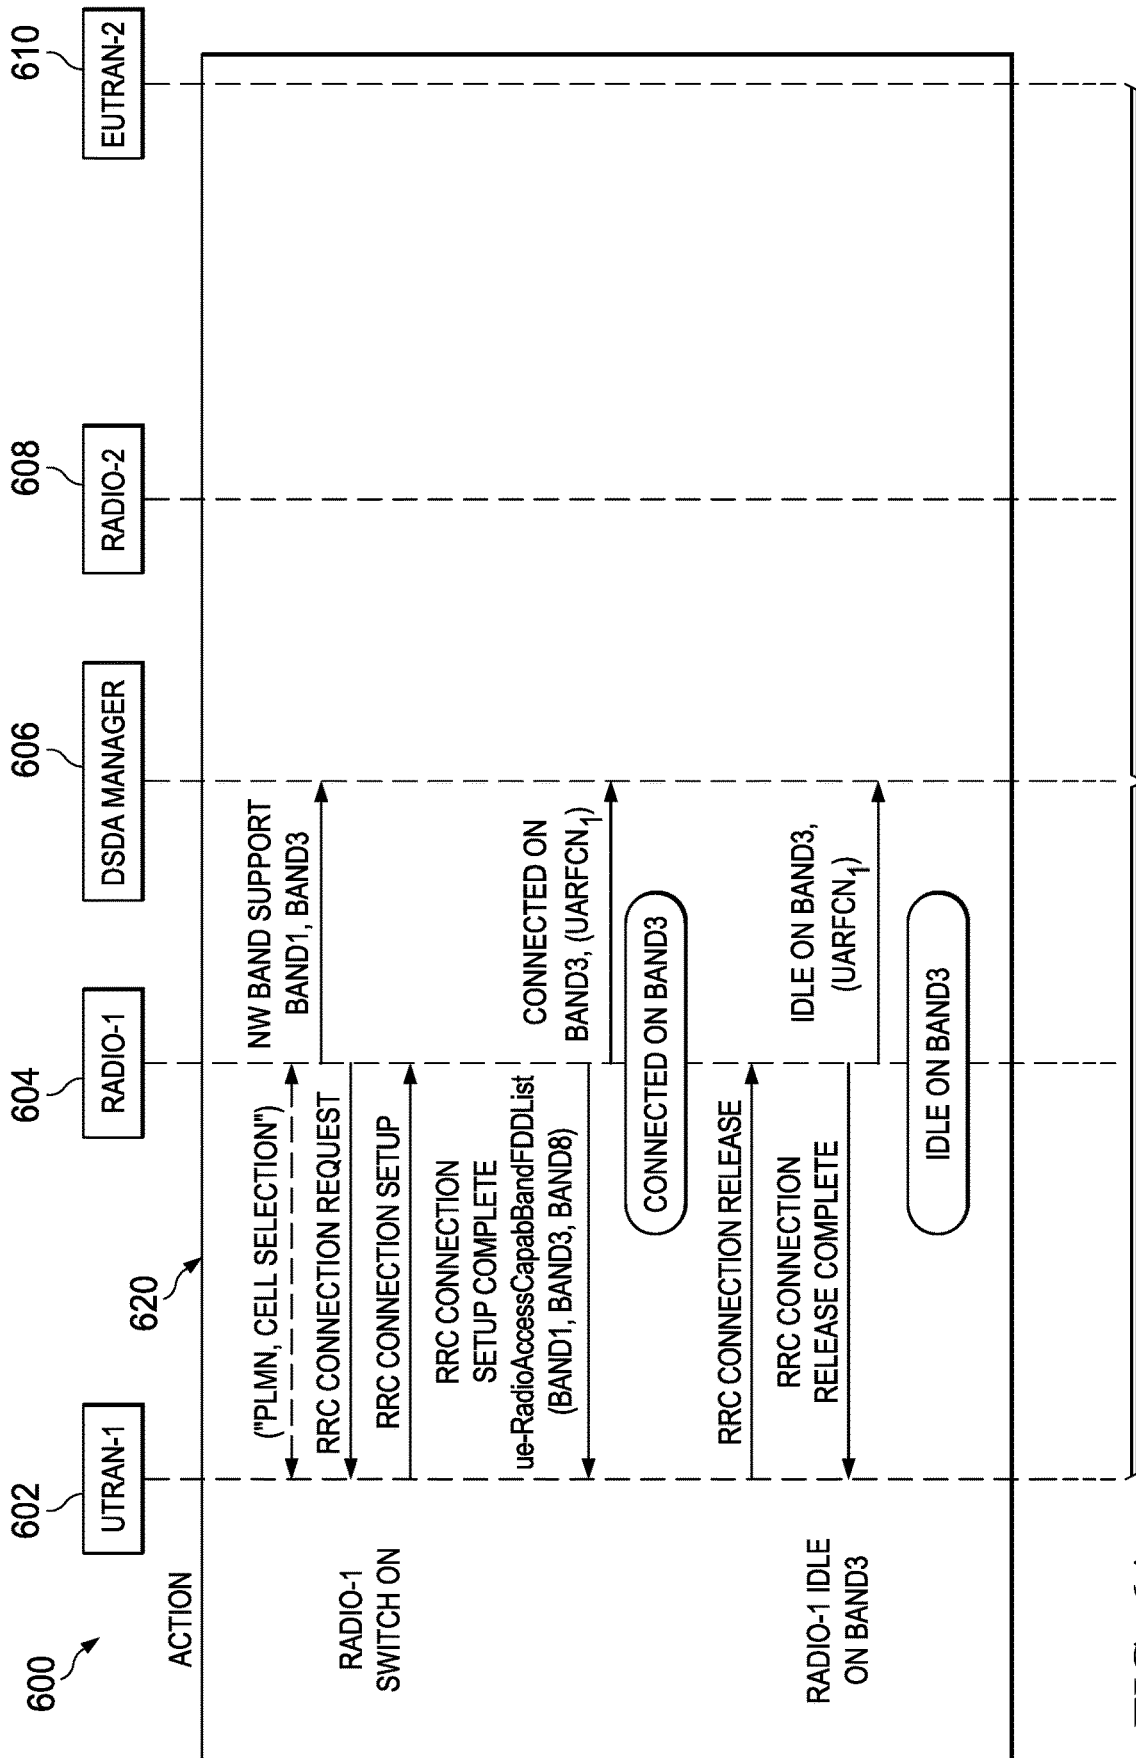 600
ACTION
602
UTRAN-1
604
RADIO-1
606
DSDA MANAGER
608
RADIO-2
610
EUTRAN-2
620
RADIO-1
SWITCH ON
("PLMN, CELL SELECTION")
NW BAND SUPPORT
BAND1, BAND3
RRC CONNECTION REQUEST
RRC CONNECTION SETUP
RRC CONNECTION
SETUP COMPLETE
ue-RadioAccessCapabBandFDDList
(BAND1, BAND3, BAND8)
CONNECTED ON
BAND3, (UARFCN1)
CONNECTED ON BAND3
RADIO-1 IDLE
ON BAND3
RRC CONNECTION RELEASE
RRC CONNECTION
RELEASE COMPLETE
IDLE ON BAND3,
(UARFCN1)
IDLE ON BAND3